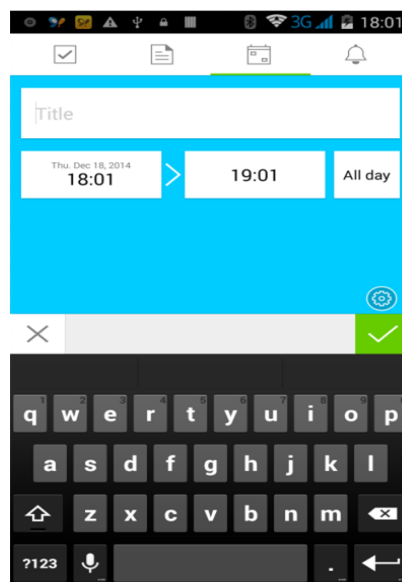 3G 18:01
Title
Thu. Dec 18, 2014
18:01 19:01 All day
1 2 3 4 5 6 7 8 9 0
q w e r t y u i o p
a s d f g h j k l
z x c v b n m
?123 .